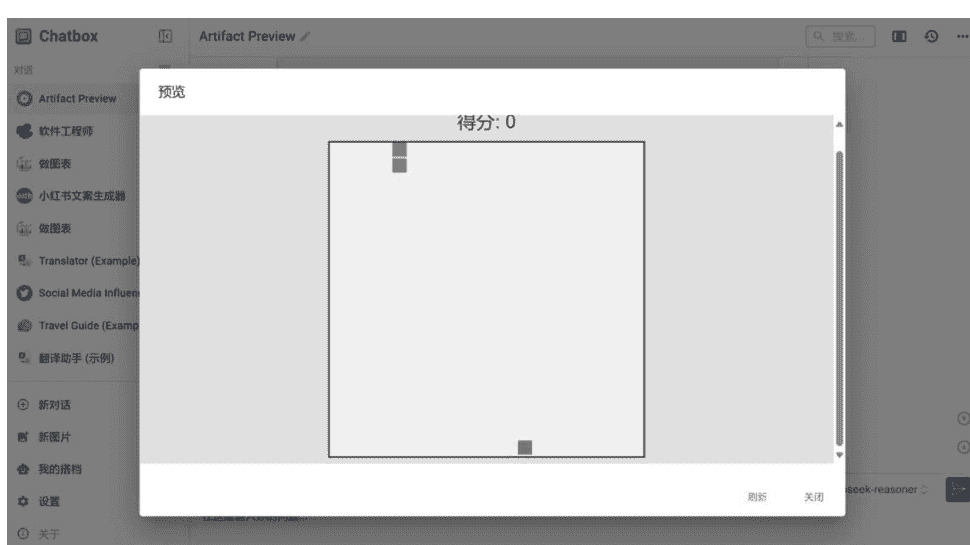 Chatbox
Artifact Preview
搜索...
对话
Artifact Preview
软件工程师
做图表
小红书文案生成器
做图表
Translator (Example)
Social Media Influen
Travel Guide (Examp
翻译助手 (示例)
新对话
新图片
我的搭档
设置
关于
预览
得分: 0
刷新
关闭
seek-reasoner